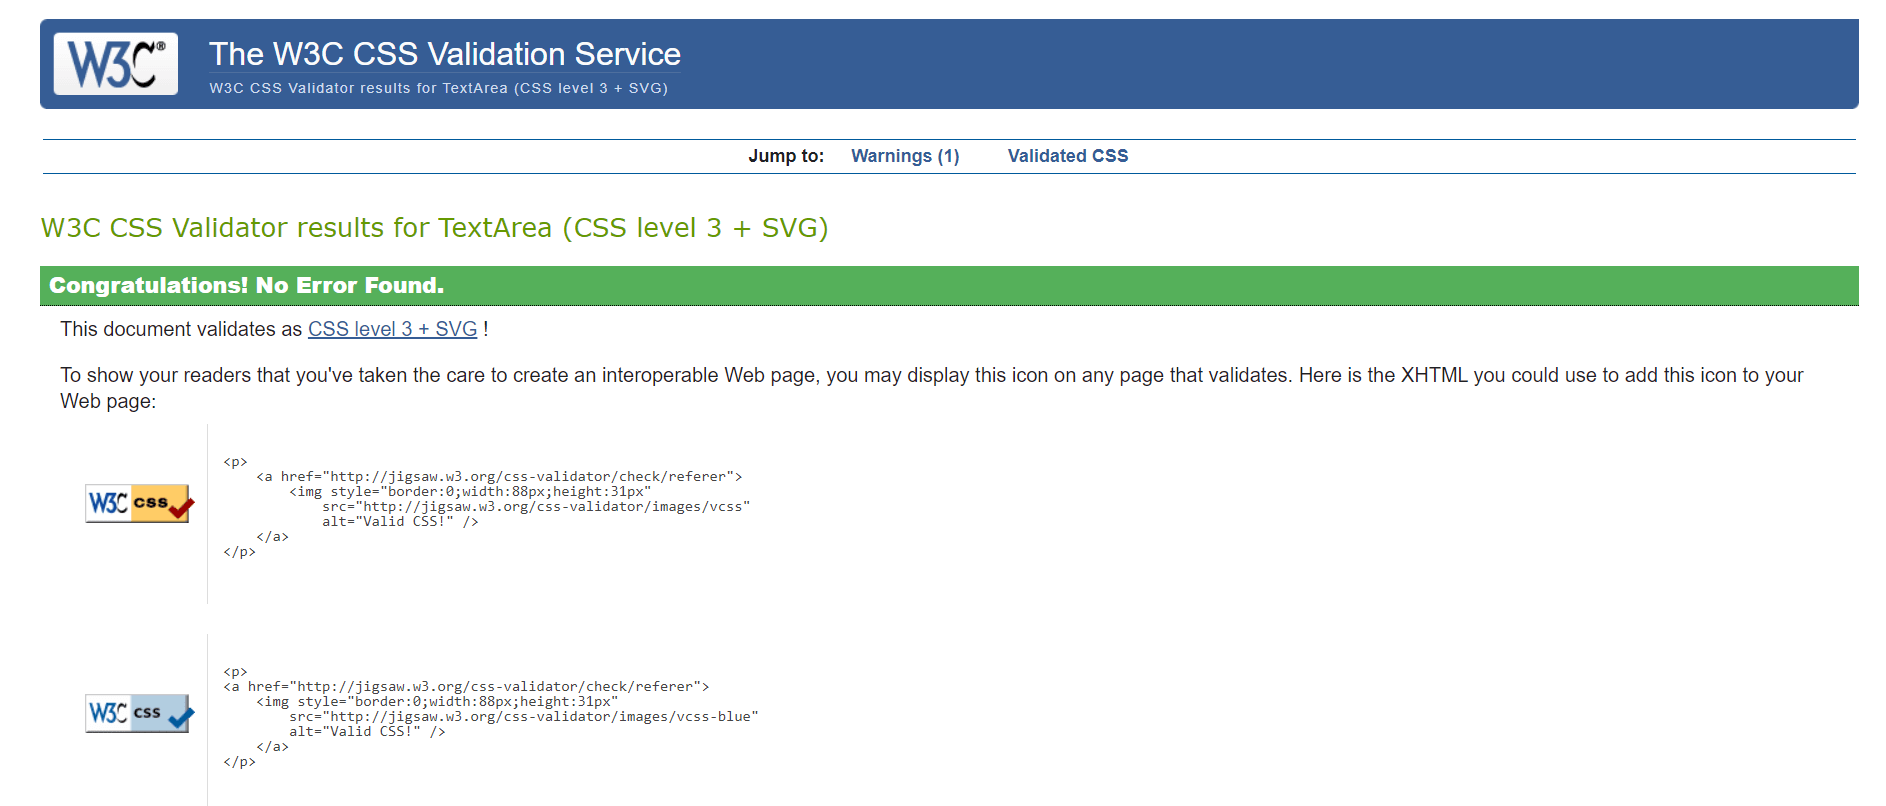 W3C®
The W3C CSS Validation Service
W3C CSS Validator results for TextArea (CSS level 3 + SVG)
Jump to: Warnings (1) Validated CSS
W3C CSS Validator results for TextArea (CSS level 3 + SVG)
Congratulations! No Error Found.
This document validates as CSS level 3 + SVG !
To show your readers that you've taken the care to create an interoperable Web page, you may display this icon on any page that validates. Here is the XHTML you could use to add this icon to your
Web page:
W3C css
<p>
<a href="http://jigsaw.w3.org/css-validator/check/referer">
<img style="border:0;width:88px;height:31px"
src="http://jigsaw.w3.org/css-validator/images/vcss"
alt="Valid CSS!" />
</a>
</p>
W3C css
<p>
<a href="http://jigsaw.w3.org/css-validator/check/referer">
<img style="border:0;width:88px;height:31px"
src="http://jigsaw.w3.org/css-validator/images/vcss-blue"
alt="Valid CSS!" />
</a>
</p>